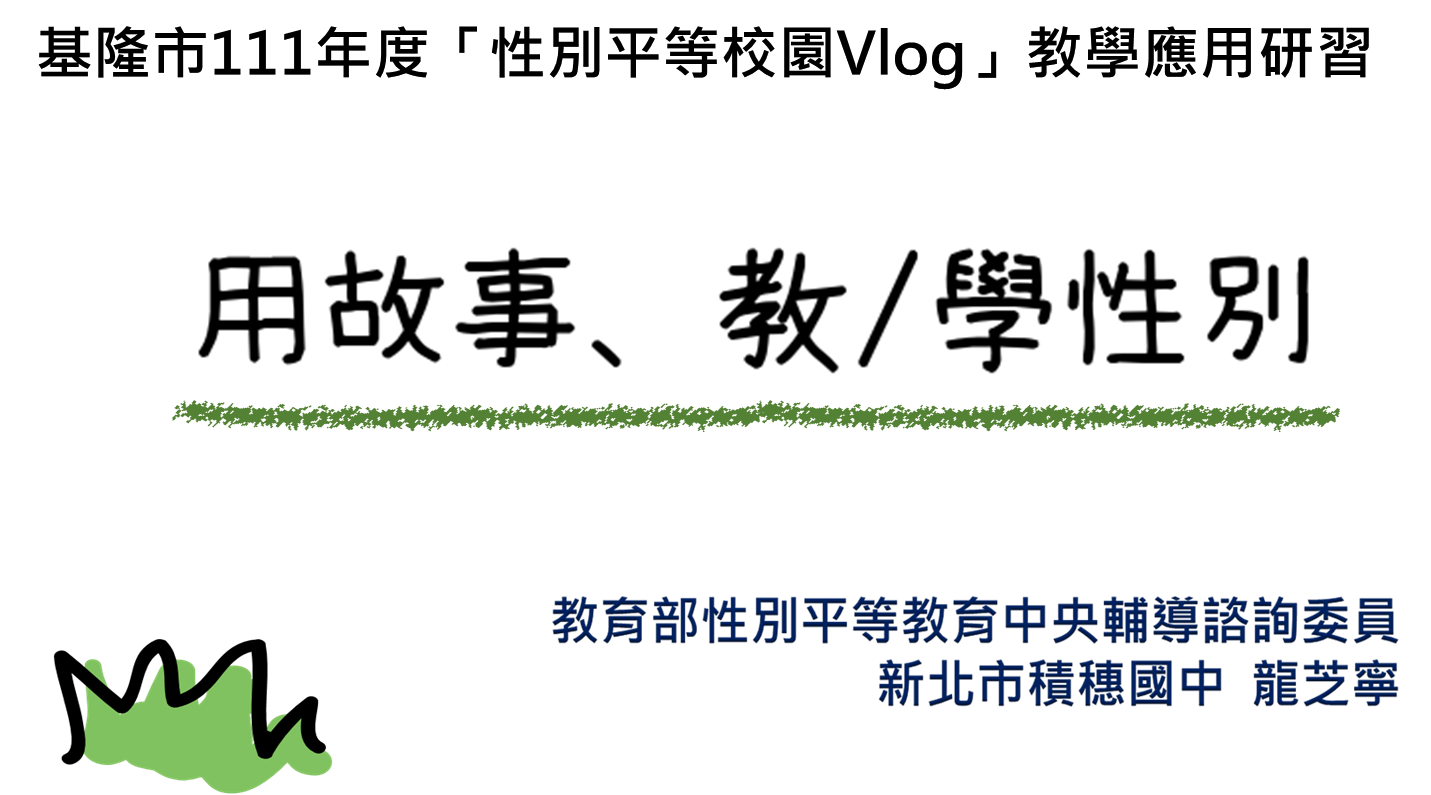 基隆市111年度「性別平等校園Vlog」教學應用研習
用故事、教/學性別
教育部性別平等教育中央輔導諮詢委員
新北市積穗國中 龍芝寧